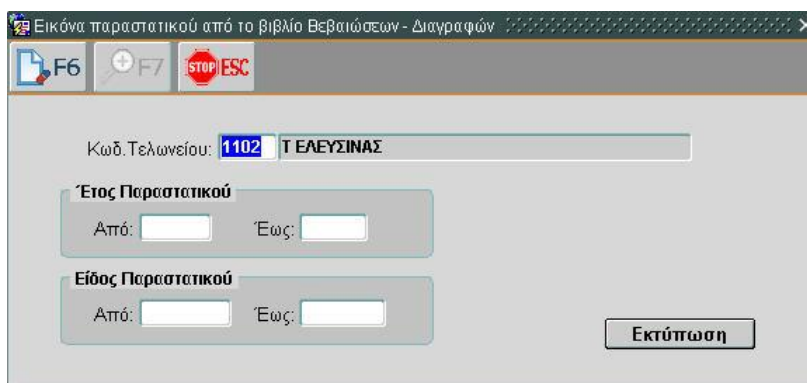 Εικόνα παραστατικού από το βιβλίο Βεβαιώσεων - Διαγραφών
F6 F7 STOP ESC
Κωδ.Τελωνείου: 1102 Τ ΕΛΕΥΣΙΝΑΣ
Έτος Παραστατικού
Από: Έως:
Είδος Παραστατικού
Από: Έως:
Εκτύπωση